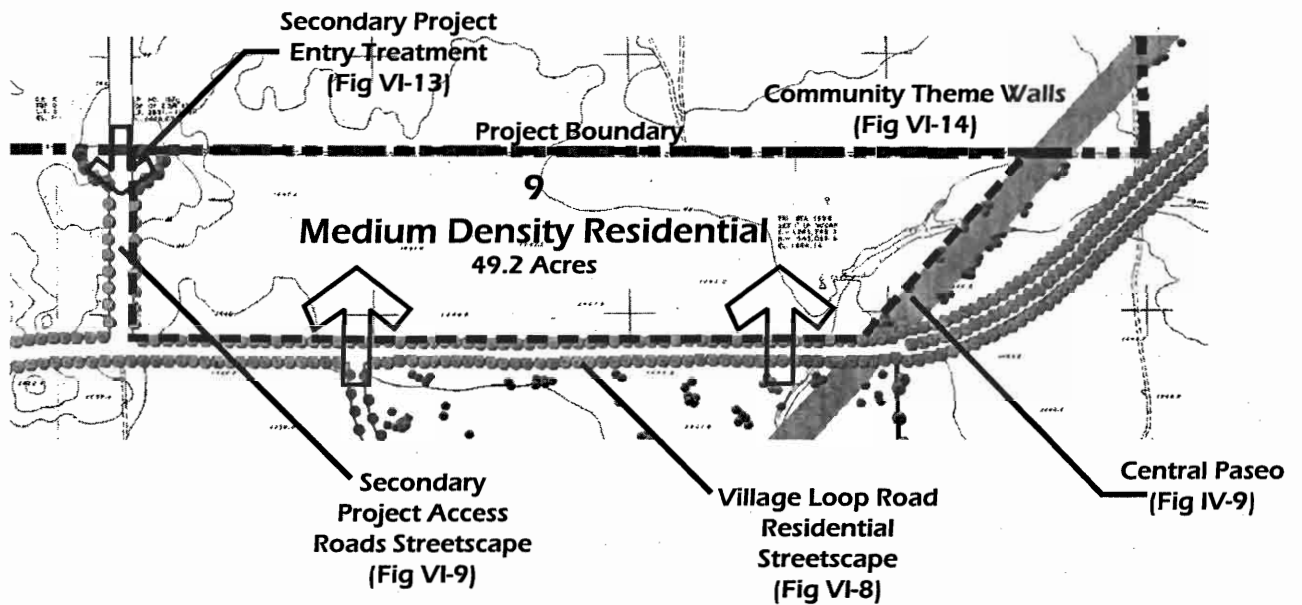 Secondary Project
Entry Treatment
(Fig VI-13)
Community Theme Walls
(Fig VI-14)
Project Boundary
9
Medium Density Residential
49.2 Acres
Secondary
Project Access
Roads Streetscape
(Fig VI-9)
Village Loop Road
Residential
Streetscape
(Fig VI-8)
Central Paseo
(Fig IV-9)